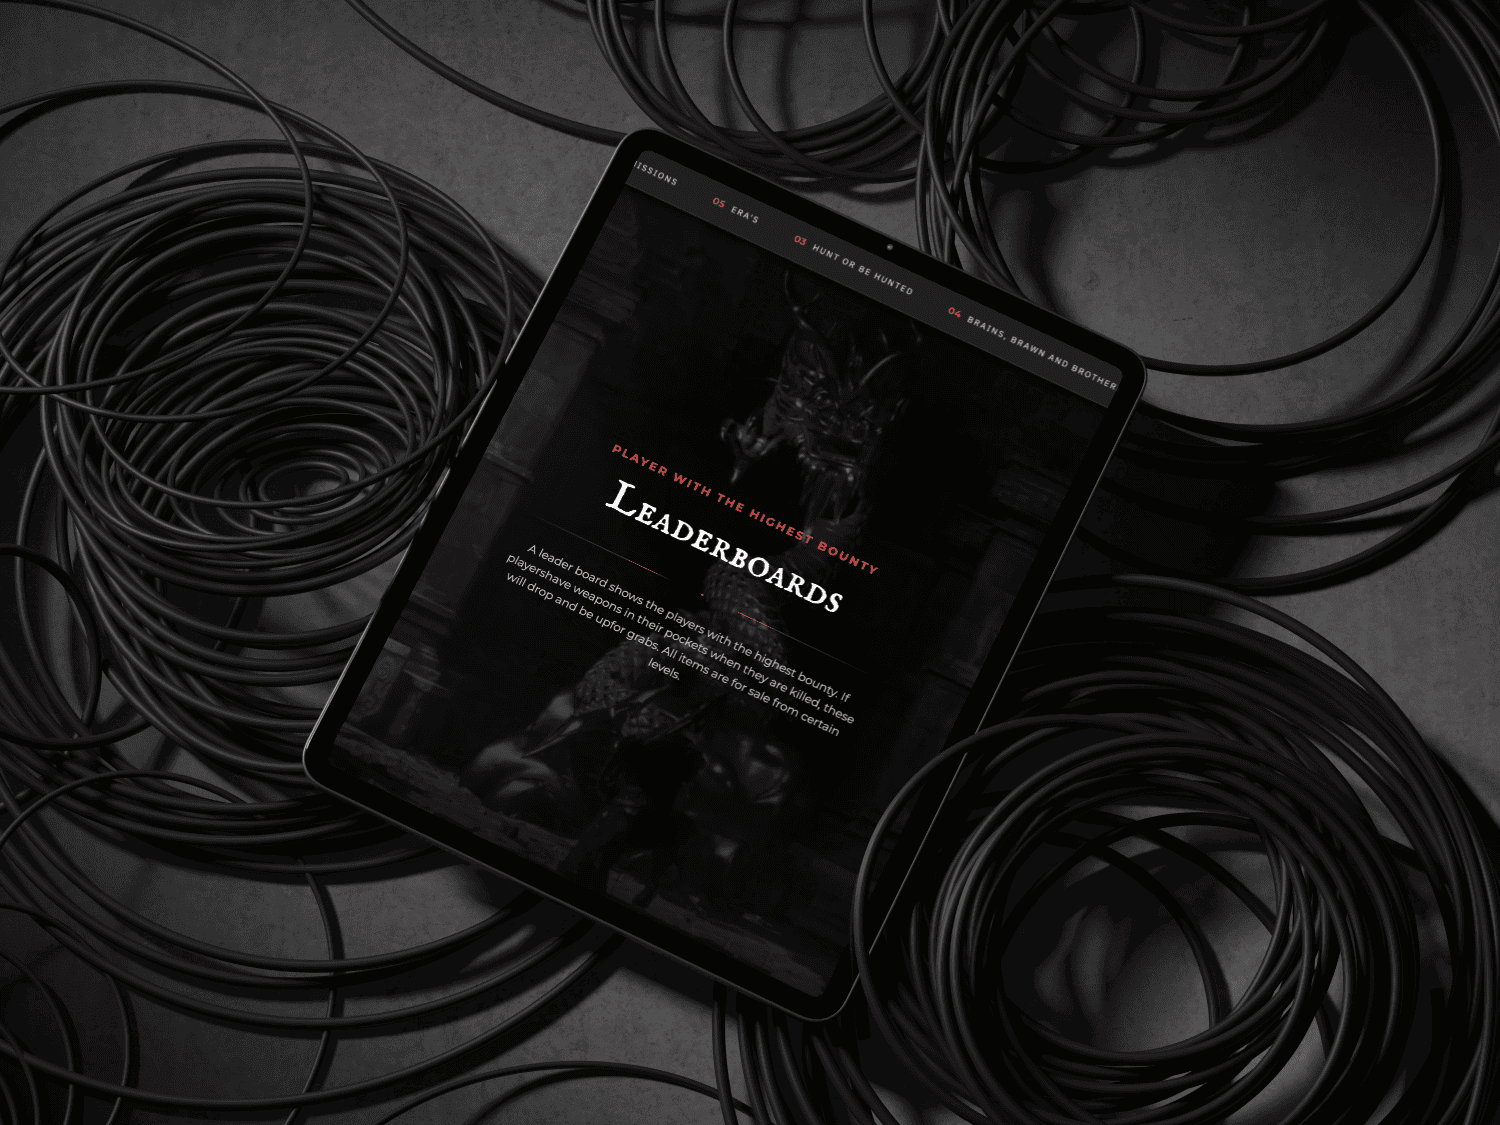 ISSIONS
05 ERA'S
03 HUNT OR BE HUNTED
04 BRAINS, BRAWN AND BROTHER
PLAYER WITH THE HIGHEST BOUNTY
LEADERBOARDS
A leader board shows the players with the highest bounty. If
playershave weapons in their pockets when they are killed, these
will drop and be upfor grabs. All items are for sale from certain
levels.